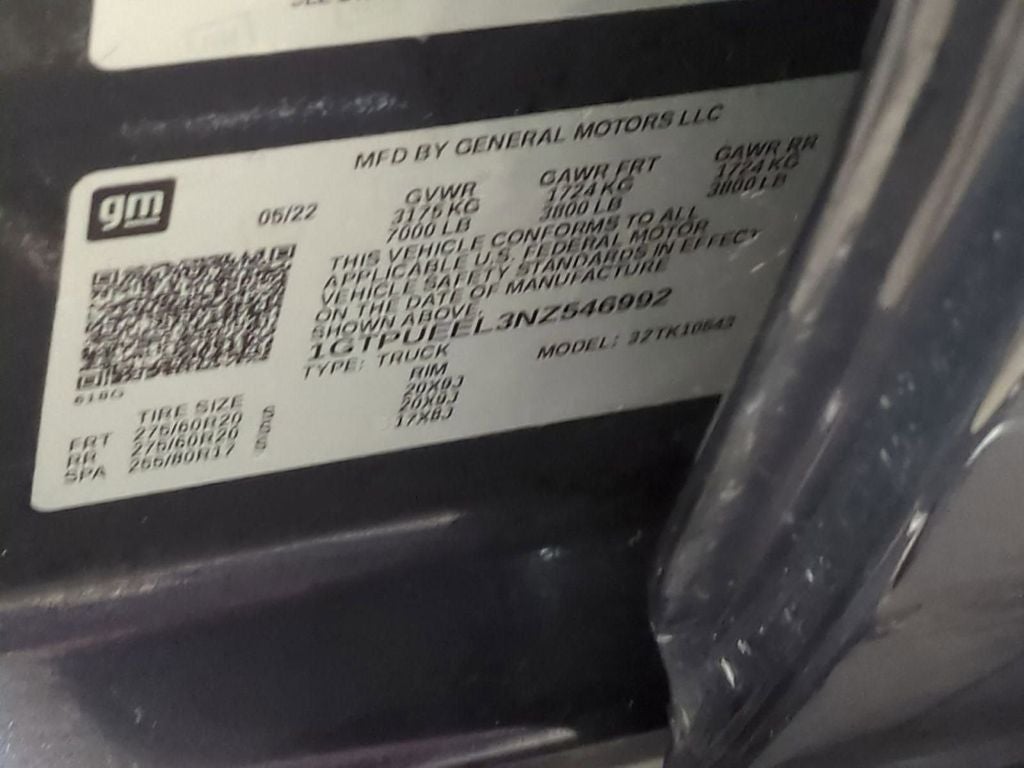 gm
MFD BY GENERAL MOTORS LLC
05/22
GVWR GAWR FRT GAWR RR
3175 KG 1724 KG 1724 KG
7000 LB 3800 LB 3800 LB
THIS VEHICLE CONFORMS TO ALL
APPLICABLE U.S. FEDERAL MOTOR
VEHICLE SAFETY STANDARDS IN EFFECT
ON THE DATE OF MANUFACTURE
SHOWN ABOVE.
1GTPUEEL3NZ546992
TYPE: TRUCK MODEL: 32TK10543
TIRE SIZE RIM
FRT 275/60R20 S 20X9J
RR 275/60R20 S 20X9J
SPA 255/80R17 S 17X8J